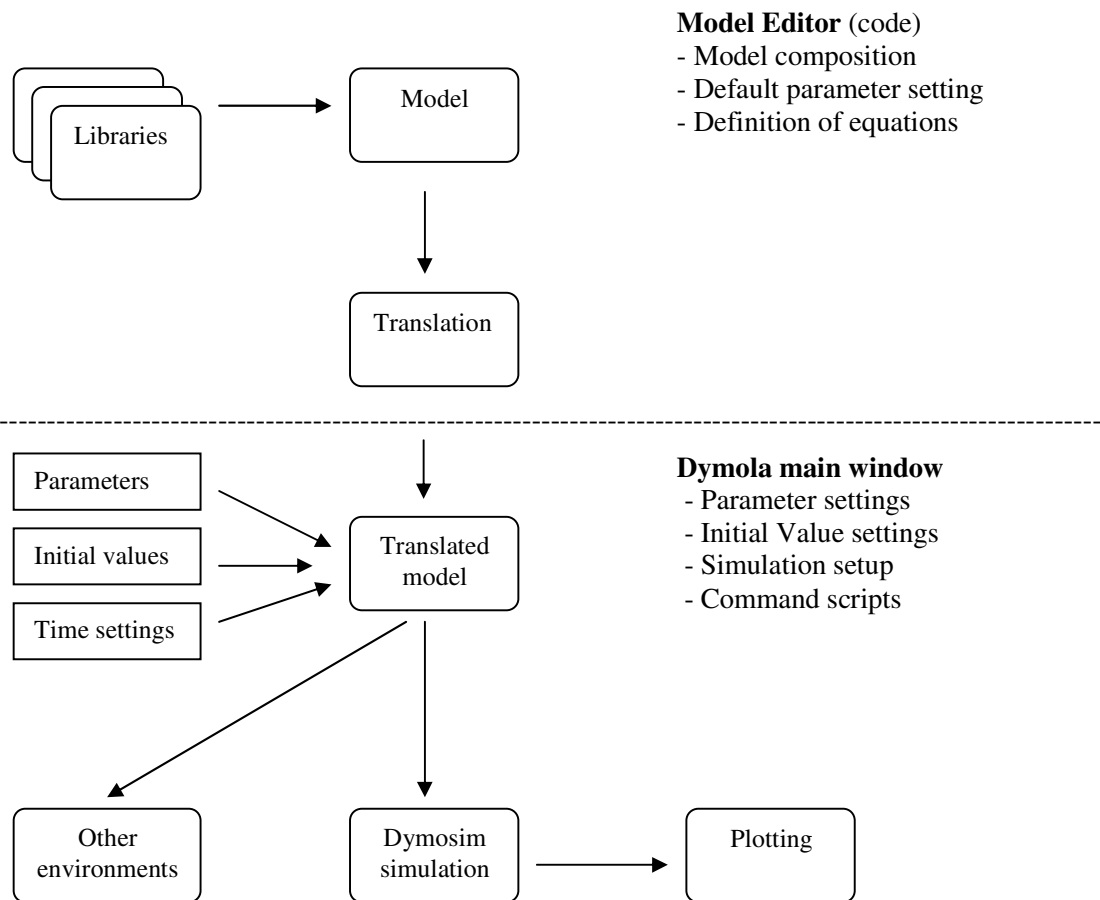 Model Editor (code)
- Model composition
- Default parameter setting
- Definition of equations
Libraries
Model
Translation
Dymola main window
- Parameter settings
- Initial Value settings
- Simulation setup
- Command scripts
Parameters
Initial values
Time settings
Translated
model
Other
environments
Dymosim
simulation
Plotting